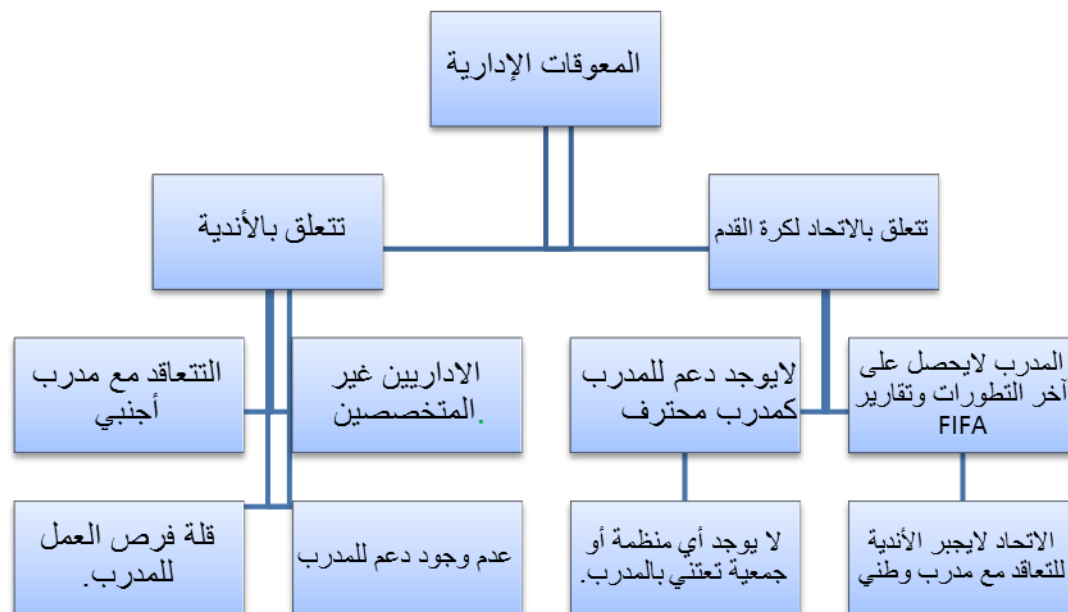 المعوقات الإدارية
تتعلق بالاتحاد لكرة القدم
تتعلق بالأندية
المدرب لايحصل على
آخر التطورات وتقارير
FIFA
لايوجد دعم للمدرب
كمدرب محترف
الاداريين غير
المتخصصين.
التتعاقد مع مدرب
أجنبي
الاتحاد لايجبر الأندية
للتعاقد مع مدرب وطني
لا يوجد أي منظمة أو
جمعية تعتني بالمدرب.
عدم وجود دعم للمدرب
قلة فرص العمل
للمدرب.